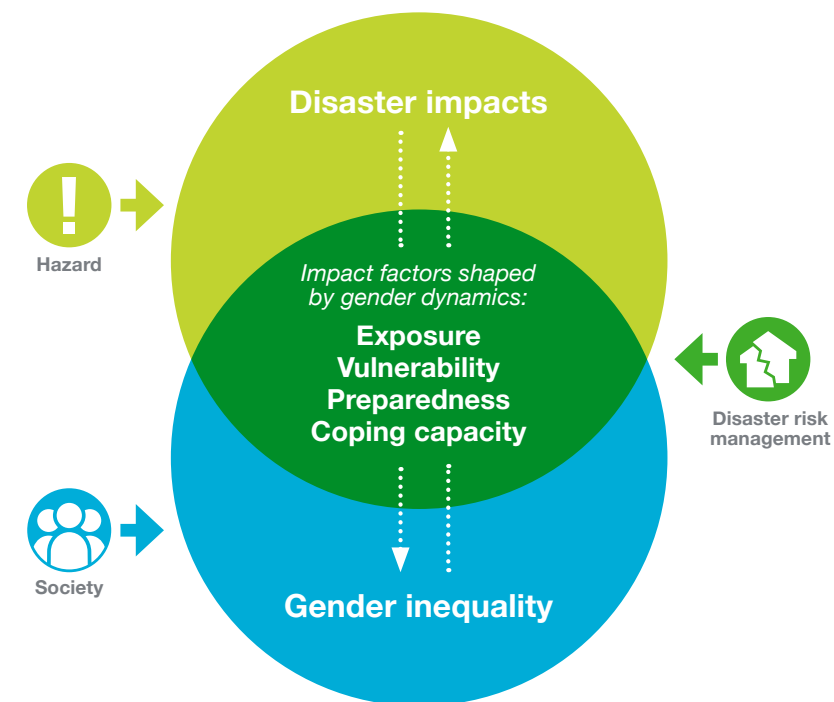 Disaster impacts
Hazard
Impact factors shaped
by gender dynamics:
Exposure
Vulnerability
Preparedness
Coping capacity
Disaster risk
management
Society
Gender inequality